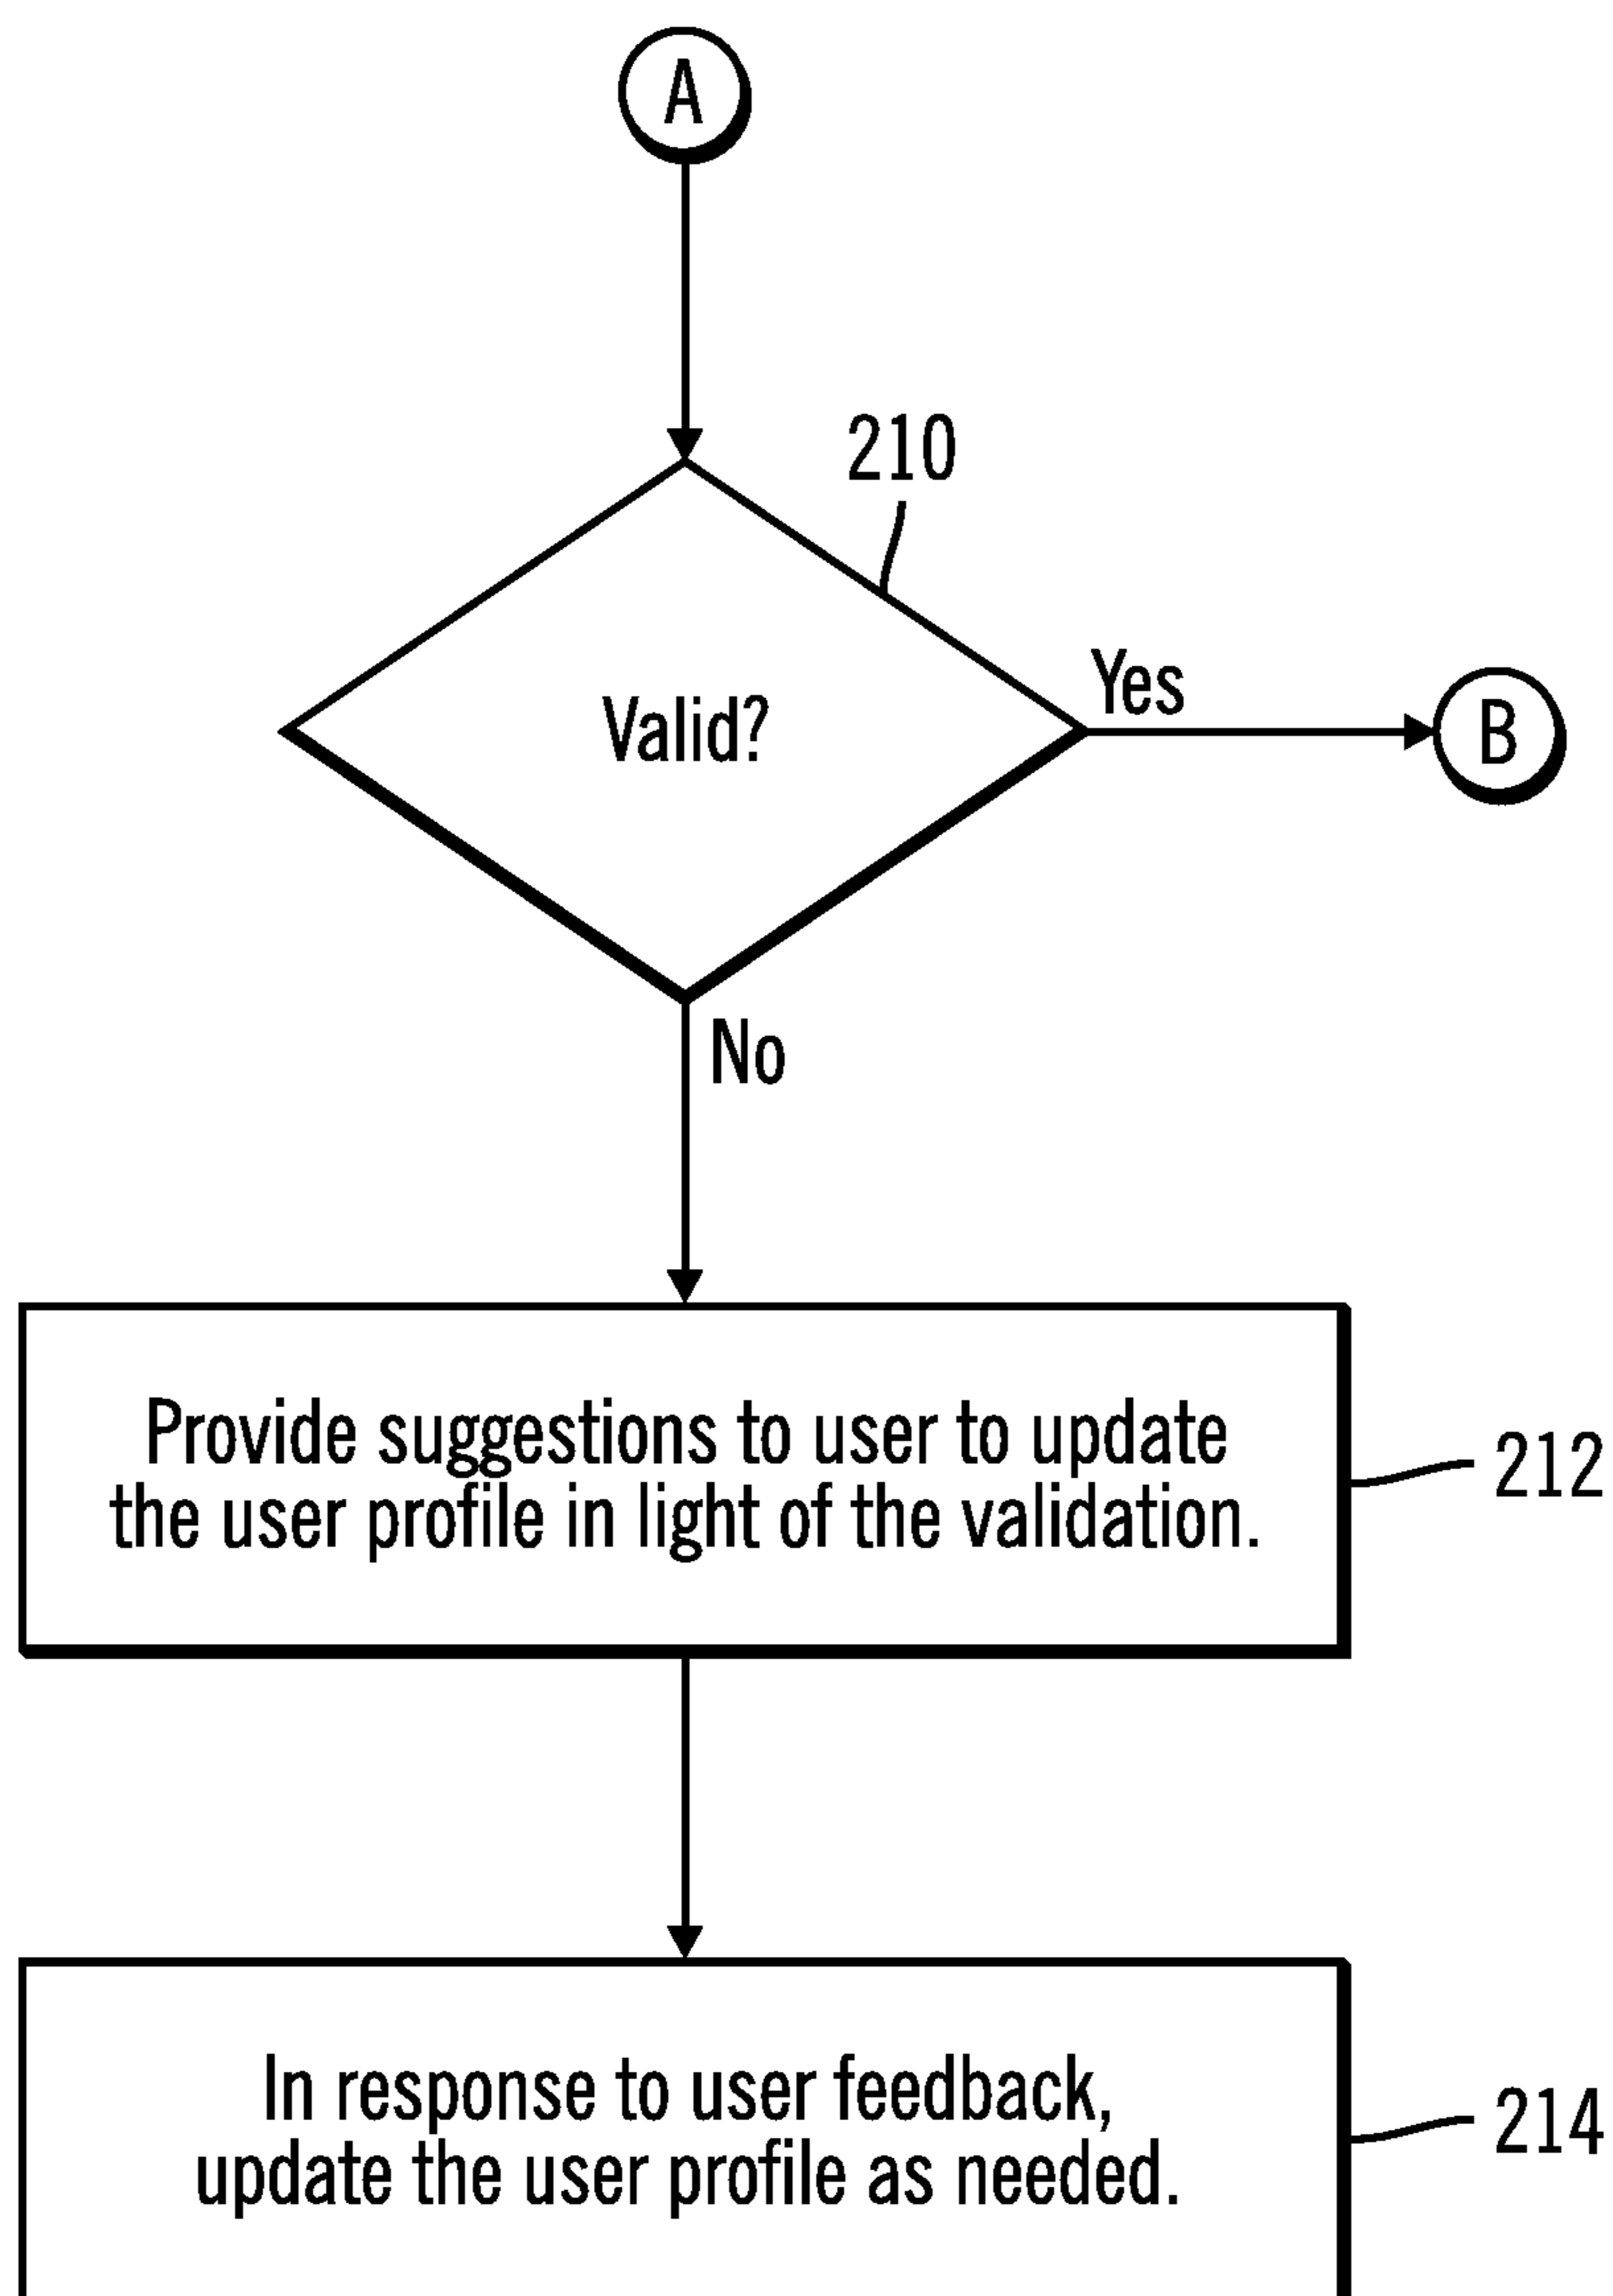 A
210
Valid?
Yes
B
No
Provide suggestions to user to update
the user profile in light of the validation.
212
In response to user feedback,
update the user profile as needed.
214